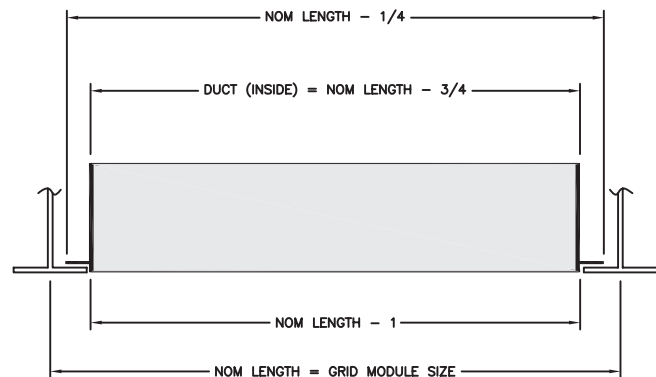 NOM LENGTH - 1/4
DUCT (INSIDE) = NOM LENGTH - 3/4
NOM LENGTH - 1
NOM LENGTH = GRID MODULE SIZE